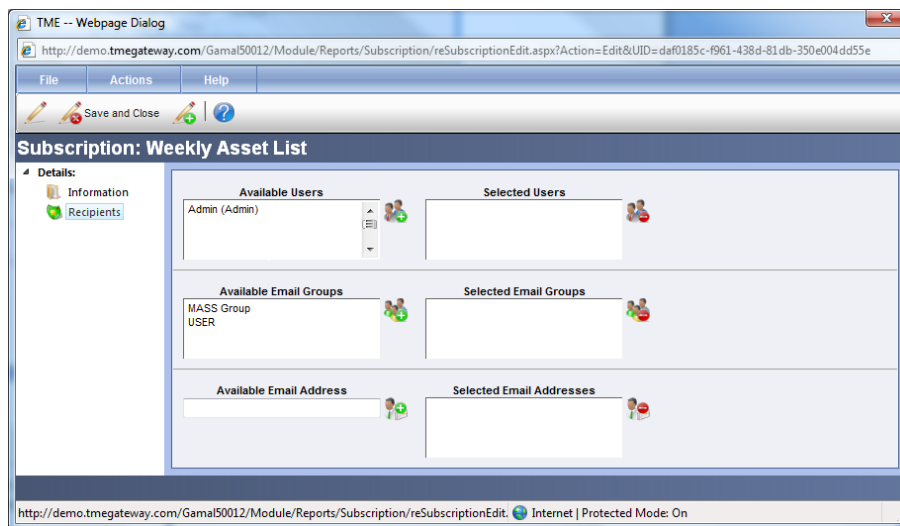 TME -- Webpage Dialog
http://demo.tmegateway.com/Gamal50012/Module/Reports/Subscription/reSubscriptionEdit.aspx?Action=Edit&UID=daf0185c-f961-438d-81db-350e004dd55e
File Actions Help
Save and Close
Subscription: Weekly Asset List
Details:
Information
Recipients
Available Users Selected Users
Admin (Admin)
Available Email Groups Selected Email Groups
MASS Group
USER
Available Email Address Selected Email Addresses
http://demo.tmegateway.com/Gamal50012/Module/Reports/Subscription/reSubscriptionEdit. Internet | Protected Mode: On